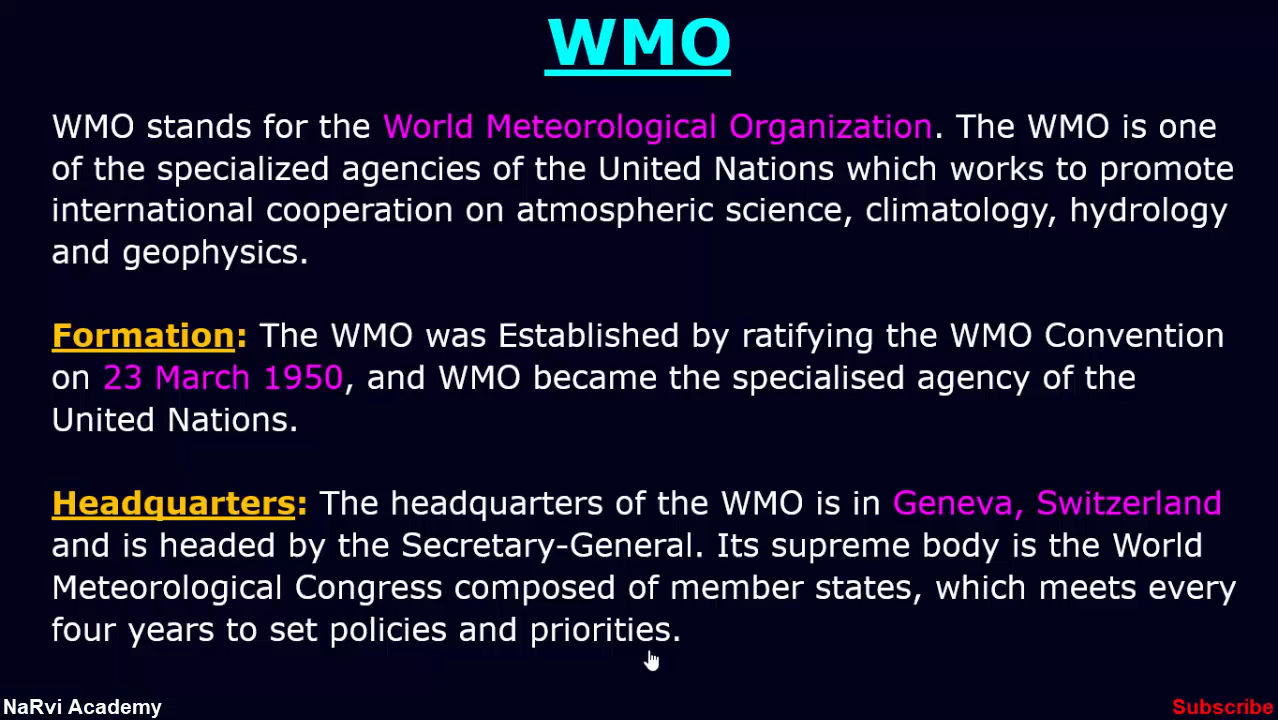 WMO
WMO stands for the World Meteorological Organization. The WMO is one
of the specialized agencies of the United Nations which works to promote
international cooperation on atmospheric science, climatology, hydrology
and geophysics.
Formation: The WMO was Established by ratifying the WMO Convention
on 23 March 1950, and WMO became the specialised agency of the
United Nations.
Headquarters: The headquarters of the WMO is in Geneva, Switzerland
and is headed by the Secretary-General. Its supreme body is the World
Meteorological Congress composed of member states, which meets every
four years to set policies and priorities.
NaRvi Academy
Subscribe